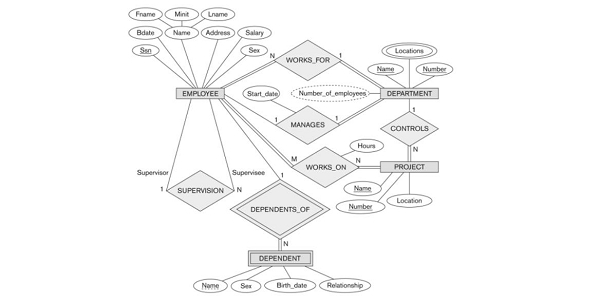 Fname Minit Lname
Bdate Name Address Salary
Ssn Sex
N WORKS_FOR 1
Locations
Name Number
EMPLOYEE
Start_date
Number_of_employees
DEPARTMENT
1 MANAGES 1
1
CONTROLS
N
Hours
M WORKS_ON N
PROJECT
Supervisor Supervisee
1 SUPERVISION N
1
Name
Number
Location
DEPENDENTS_OF
N
DEPENDENT
Name Sex Birth_date Relationship